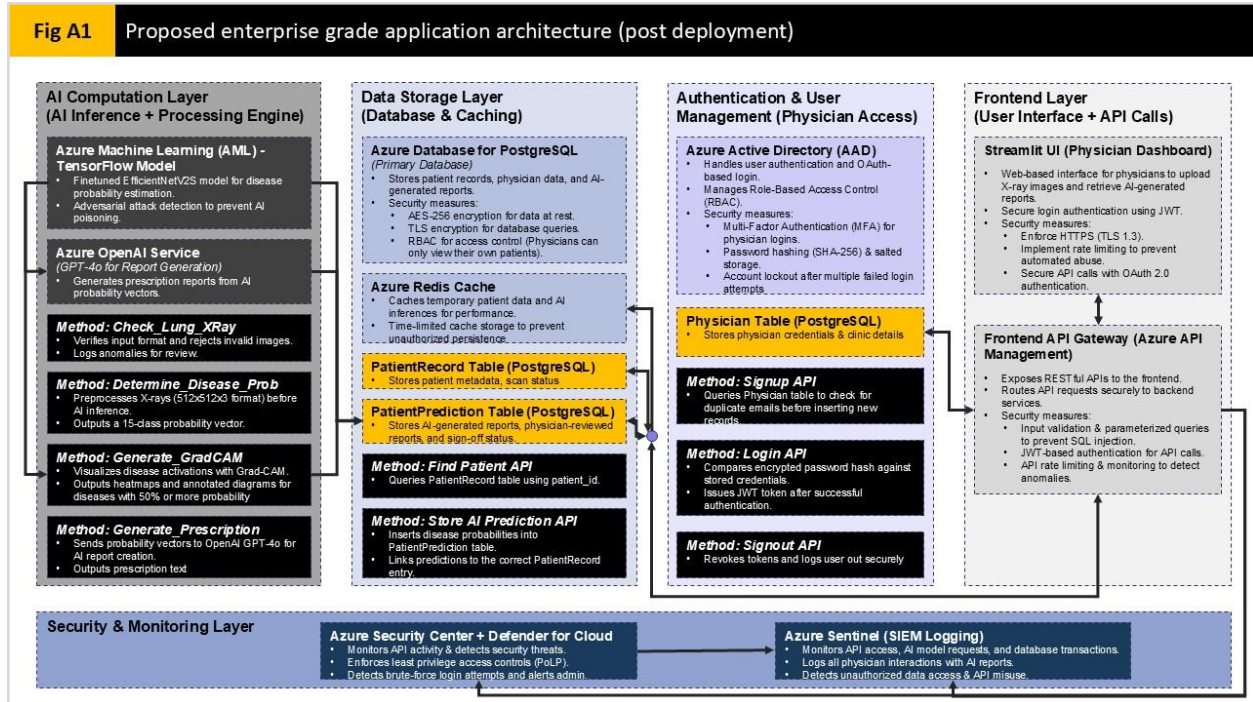 Fig A1
Proposed enterprise grade application architecture (post deployment)
AI Computation Layer
(AI Inference + Processing Engine)
Azure Machine Learning (AML) -
TensorFlow Model
• Finetuned EfficientNetV2S model for disease
probability estimation.
• Adversarial attack detection to prevent AI
poisoning.
Azure OpenAI Service
(GPT-4o for Report Generation)
• Generates prescription reports from AI
probability vectors.
Method: Check_Lung_XRay
• Verifies input format and rejects invalid images.
• Logs anomalies for review.
Method: Determine_Disease_Prob
• Preprocesses X-rays (512x512x3 format) before
AI inference.
• Outputs a 15-class probability vector.
Method: Generate_GradCAM
• Visualizes disease activations with Grad-CAM.
• Outputs heatmaps and annotated diagrams for
diseases with 50% or more probability
Method: Generate_Prescription
• Sends probability vectors to OpenAI GPT-4o for
AI report creation.
• Outputs prescription text
Data Storage Layer
(Database & Caching)
Azure Database for PostgreSQL
(Primary Database)
• Stores patient records, physician data, and AI-
generated reports.
• Security measures:
• AES-256 encryption for data at rest.
• TLS encryption for database queries.
• RBAC for access control (Physicians can
only view their own patients).
Azure Redis Cache
• Caches temporary patient data and AI
inferences for performance.
• Time-limited cache storage to prevent
unauthorized persistence
PatientRecord Table (PostgreSQL)
• Stores patient metadata, scan status
PatientPrediction Table (PostgreSQL)
• Stores AI-generated reports, physician-reviewed
reports, and sign-off status.
Method: Find Patient API
• Queries PatientRecord table using patient_id.
Method: Store AI Prediction API
• Inserts disease probabilities into
PatientPrediction table.
• Links predictions to the correct PatientRecord
entry.
Authentication & User
Management (Physician Access)
Azure Active Directory (AAD)
• Handles user authentication and OAuth-
based login.
• Manages Role-Based Access Control
(RBAC).
• Security measures:
• Multi-Factor Authentication (MFA) for
physician logins.
• Password hashing (SHA-256) & salted
storage.
• Account lockout after multiple failed login
attempts
Physician Table (PostgreSQL)
• Stores physician credentials & clinic details
Method: Signup API
• Queries Physician table to check for
duplicate emails before inserting new
records.
Method: Login API
• Compares encrypted password hash against
stored credentials.
• Issues JWT token after successful
authentication.
Method: Signout API
• Revokes tokens and logs user out securely
Frontend Layer
(User Interface + API Calls)
Streamlit UI (Physician Dashboard)
• Web-based interface for physicians to upload
X-ray images and retrieve AI-generated
reports.
• Secure login authentication using JWT.
• Security measures:
• Enforce HTTPS (TLS 1.3).
• Implement rate limiting to prevent
automated abuse.
• Secure API calls with OAuth 2.0
authentication.
Frontend API Gateway (Azure API
Management)
• Exposes RESTful APIs to the frontend.
• Routes API requests securely to backend
services.
• Security measures:
• Input validation & parameterized queries
to prevent SQL injection.
• JWT-based authentication for API calls.
• API rate limiting & monitoring to detect
anomalies.
Security & Monitoring Layer
Azure Security Center + Defender for Cloud
• Monitors API activity & detects security threats.
• Enforces least privilege access controls (PoLP).
• Detects brute-force login attempts and alerts admin.
Azure Sentinel (SIEM Logging)
• Monitors API access, AI model requests, and database transactions.
• Logs all physician interactions with AI reports.
• Detects unauthorized data access & API misuse.